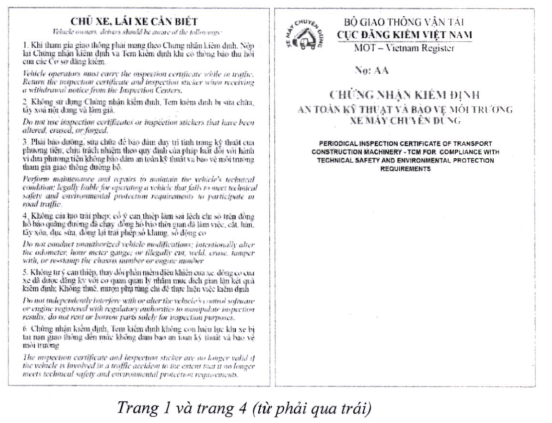 CHỦ XE, LÁI XE CẦN BIẾT
Vehicle owners, drivers should be aware of the followings:
1. Khi tham gia giao thông phải mang theo Chứng nhận kiểm định. Nộp
lại Chứng nhận kiểm định và Tem kiểm định khi có thông báo thu hồi
của các Cơ sở đăng kiểm.
Vehicle operators must carry the inspection certificate while in traffic.
Return the inspection certificate and inspection sticker when receiving
a withdrawal notice from the Inspection Centers.
2. Không sử dụng Chứng nhận kiểm định, Tem kiểm định bị sửa chữa,
tẩy xoá nội dung và làm giả.
Do not use inspection certificates or inspection stickers that have been
altered, erased, or forged.
3. Phải bảo dưỡng, sửa chữa để bảo đảm duy trì tình trạng kỹ thuật của
phương tiện, chịu trách nhiệm theo quy định của pháp luật đối với hành
vi đưa phương tiện không bảo đảm an toàn kỹ thuật và bảo vệ môi trường
tham gia giao thông đường bộ.
Perform maintenance and repairs to maintain the vehicle's technical
condition; legally liable for operating a vehicle that fails to meet technical
safety and environmental protection requirements to participate in
road traffic.
4. Không cải tạo trái phép; cố ý can thiệp làm sai lệch chỉ số trên đồng
hồ báo quãng đường đã chạy, đồng hồ báo thời gian đã làm việc, cắt, hàn,
tẩy xóa, đục sửa, đóng lại trái phép số khung, số động cơ
Do not conduct unauthorized vehicle modifications; intentionally alter
the odometer, hour meter gauge; or illegally cut, weld, erase, tamper
with, or re-stamp the chassis number or engine number
5. Không tự ý can thiệp, thay đổi phần mềm điều khiển của xe, động cơ của
xe đã được đăng ký với cơ quan quản lý nhằm mục đích gian lận kết quả
kiểm định; Không thuê, mượn phụ tùng chỉ để thực hiện việc kiểm định
Do not independently interfere with or alter the vehicle's control software
or engine registered with regulatory authorities to manipulate inspection
results; do not rent or borrow parts solely for inspection purposes.
6. Chứng nhận kiểm định, Tem kiểm định không còn hiệu lực khi xe bị
tai nạn giao thông đến mức không đảm bảo an toàn kỹ thuật và bảo vệ
môi trường
The inspection certificate and inspection sticker are no longer valid if
the vehicle is involved in a traffic accident to the extent that it no longer
meets technical safety and environmental protection requirements.
XE MÁY CHUYÊN DÙNG
BỘ GIAO THÔNG VẬN TẢI
CỤC ĐĂNG KIỂM VIỆT NAM
MOT – Vietnam Register
No: AA
CHỨNG NHẬN KIỂM ĐỊNH
AN TOÀN KỸ THUẬT VÀ BẢO VỆ MÔI TRƯỜNG
XE MÁY CHUYÊN DÙNG
PERIODICAL INSPECTION CERTIFICATE OF TRANSPORT
CONSTRUCTION MACHINERY - TCM FOR COMPLIANCE WITH
TECHNICAL SAFETY AND ENVIRONMENTAL PROTECTION
REQUIREMENTS
Trang 1 và trang 4 (từ phải qua trái)